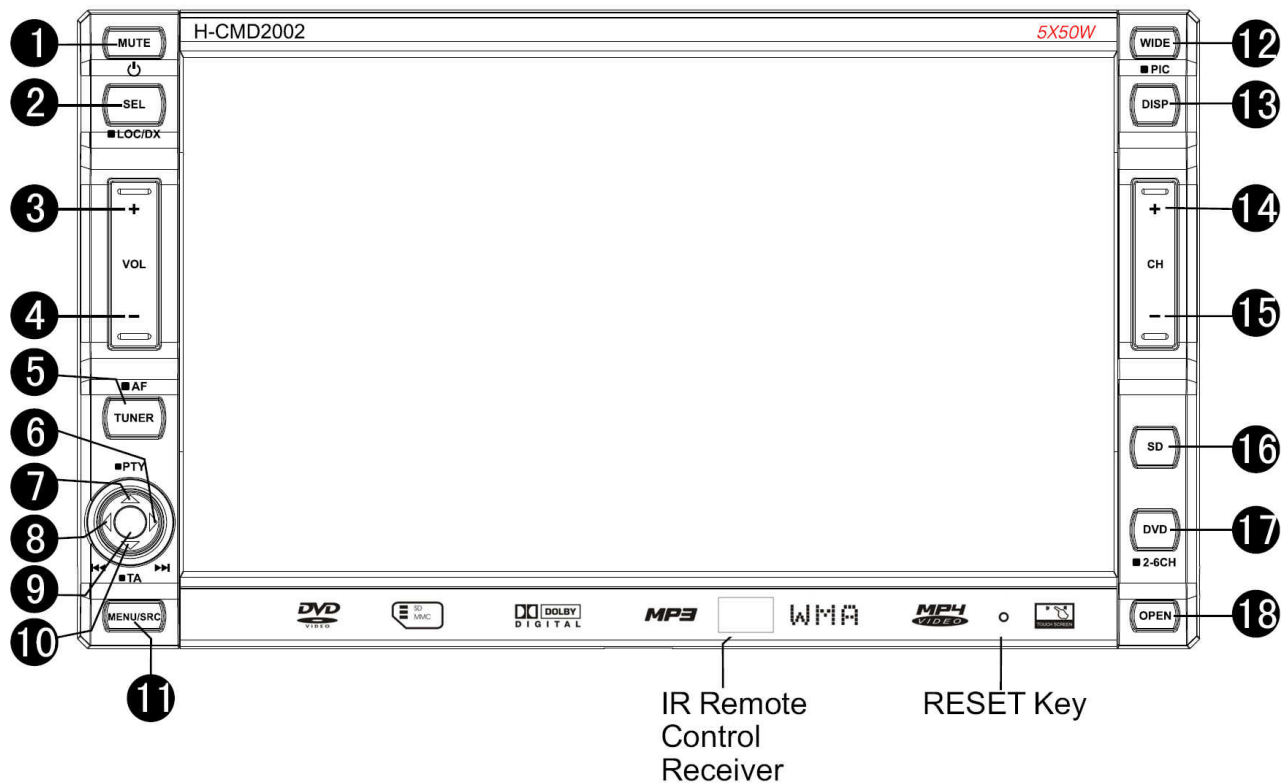 H-CMD2002
5X50W
1
MUTE
2
SEL
LOC/DX
3
+
VOL
4
−
5
AF
TUNER
6
PTY
7
8
9
TA
10
MENU/SRC
11
12
WIDE
PIC
13
DISP
14
+
CH
15
−
16
SD
17
DVD
2-6CH
18
OPEN
DVD
VIDEO
SD
MMC
DOLBY
DIGITAL
MP3
WMA
MP4
VIDEO
TOUCH SCREEN
IR Remote
Control
Receiver
RESET Key